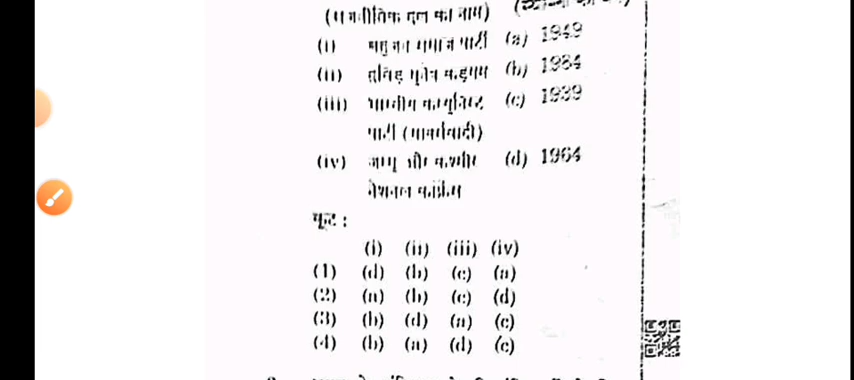 (राजनीतिक दल का नाम)
(i) बहुजन समाज पार्टी (a) 1949
(ii) द्रविड़ मुनेत्र कड़गम (b) 1984
(iii) भारतीय कम्युनिस्ट (c) 1939
पार्टी (मार्क्सवादी)
(iv) जम्मू और कश्मीर (d) 1964
नेशनल कांफ्रेंस
कूट :
(i) (ii) (iii) (iv)
(1) (d) (b) (c) (a)
(2) (a) (b) (c) (d)
(3) (b) (d) (a) (c)
(4) (b) (a) (d) (c)